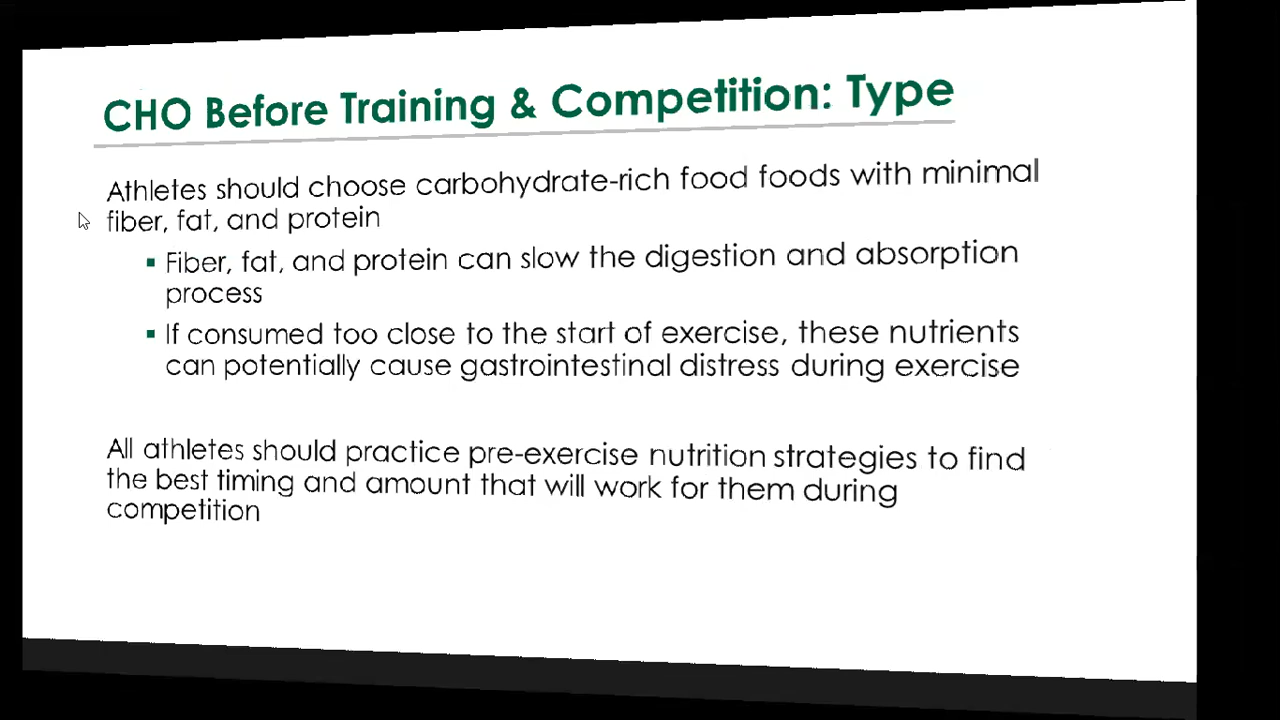 CHO Before Training & Competition: Type
Athletes should choose carbohydrate-rich food foods with minimal
fiber, fat, and protein
▪ Fiber, fat, and protein can slow the digestion and absorption
process
▪ If consumed too close to the start of exercise, these nutrients
can potentially cause gastrointestinal distress during exercise
All athletes should practice pre-exercise nutrition strategies to find
the best timing and amount that will work for them during
competition